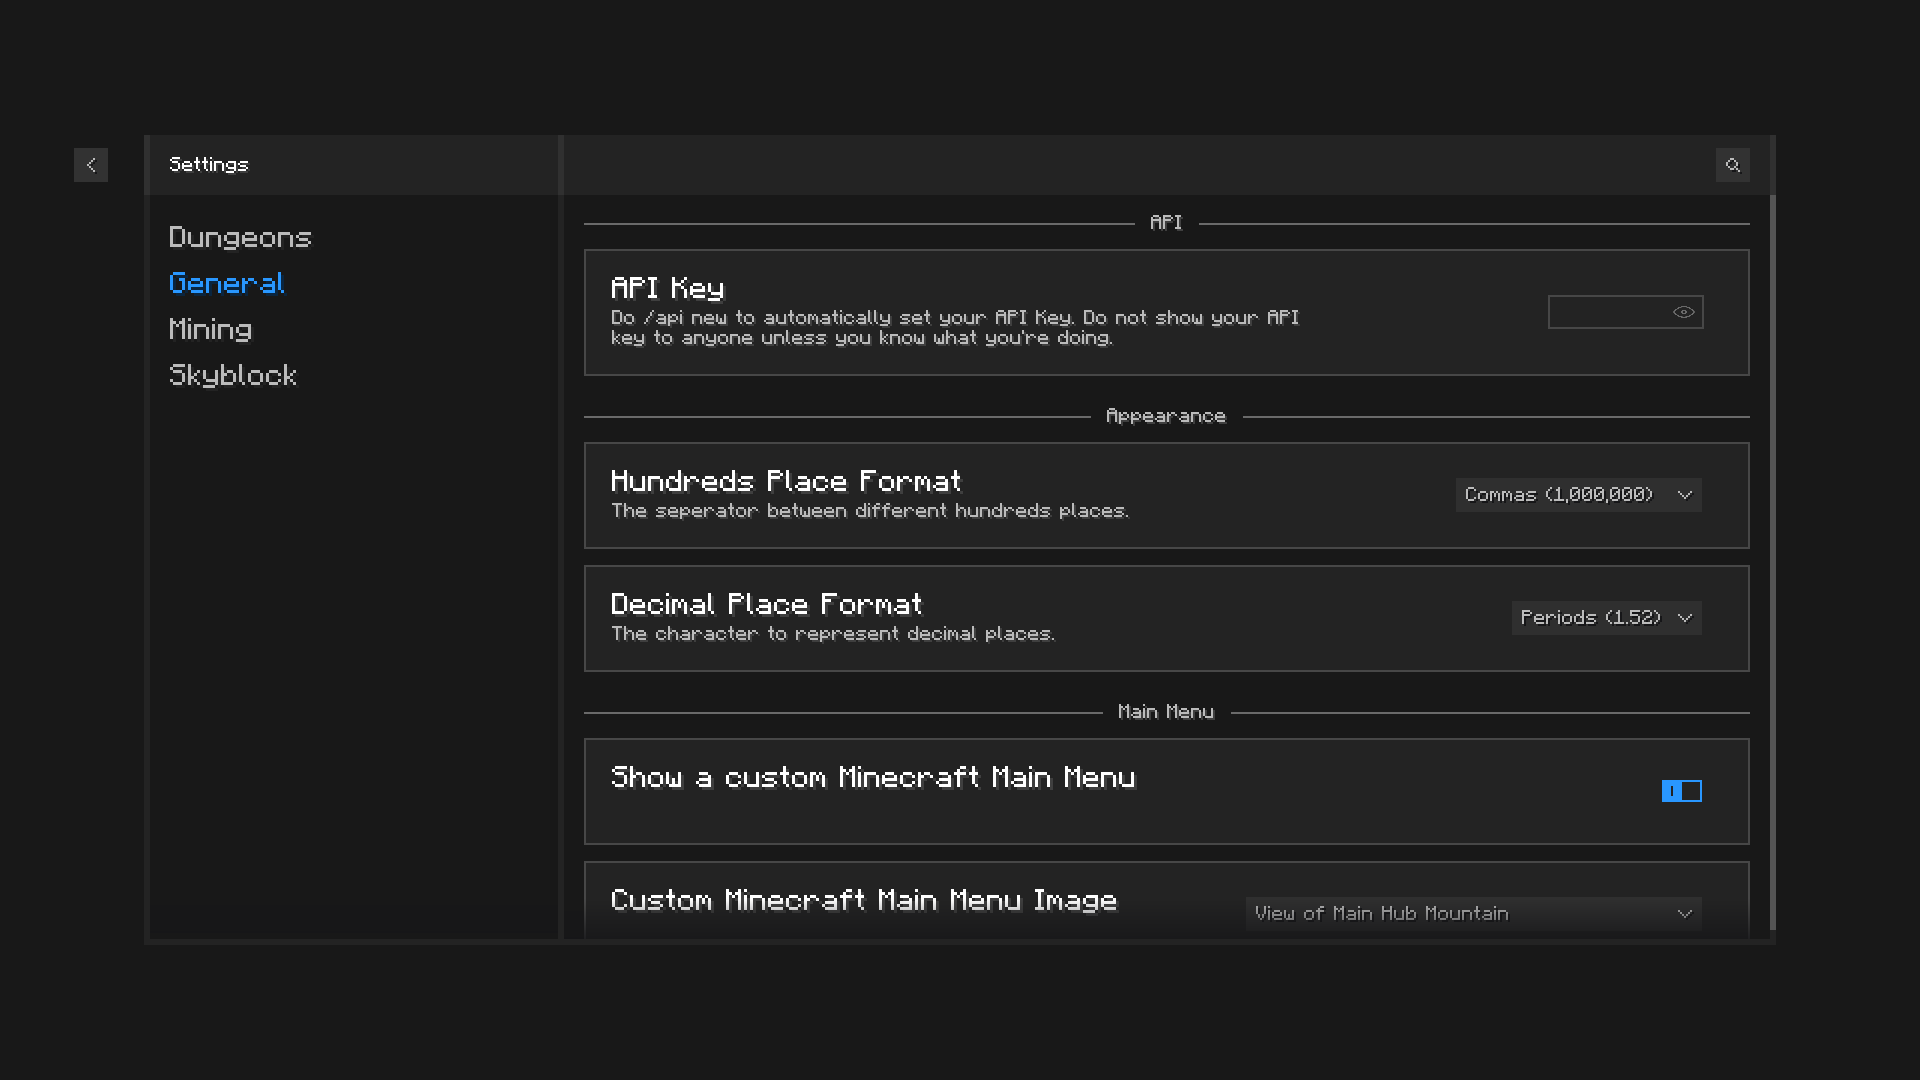 Settings
Dungeons
General
Mining
Skyblock
API
API Key
Do /api new to automatically set your API Key. Do not show your API
key to anyone unless you know what you're doing.
Appearance
Hundreds Place Format
The seperator between different hundreds places.
Commas (1,000,000)
Decimal Place Format
The character to represent decimal places.
Periods (1.52)
Main Menu
Show a custom Minecraft Main Menu
Custom Minecraft Main Menu Image
View of Main Hub Mountain